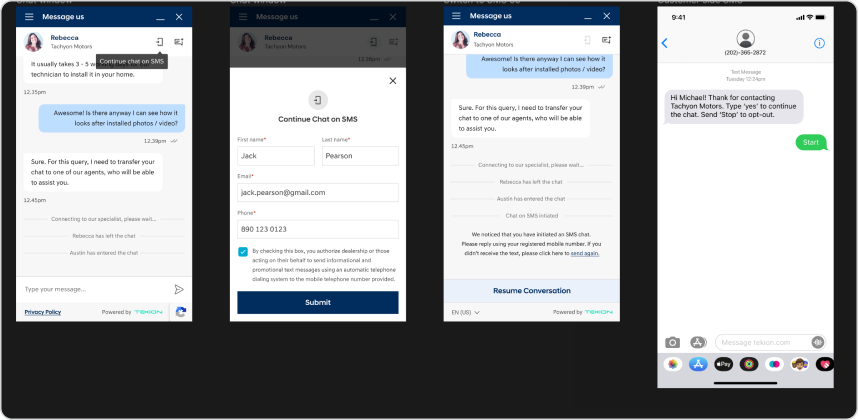 Chat Window
Message us
Rebecca
Tachyon Motors
Continue chat on SMS
It usually takes 3 - 5 w
technician to install it in your home.
12.35pm
Awesome! Is there anyway I can see how it
looks after installed photos / video?
12.39pm
Sure. For this query, I need to transfer your
chat to one of our agents, who will be able
to assist you.
12.45pm
Connecting to our specialist, please wait...
Rebecca has left the chat
Austin has entered the chat
Type your message...
Privacy Policy
Powered by TEKION
Chat Window
Message us
Rebecca
Tachyon Motors
12.39pm
Continue Chat on SMS
First name*
Last name*
Jack
Pearson
Email*
jack.pearson@gmail.com
Phone*
890 123 0123
By checking this box, you authorize dealership or those
acting on their behalf to send informational and
promotional text messages using an automatic telephone
dialing system to the mobile telephone number provided.
Submit
Message us
Rebecca
Tachyon Motors
Awesome! Is there anyway I can see how it
looks after installed photos / video?
12.39pm
Sure. For this query, I need to transfer your
chat to one of our agents, who will be able
to assist you.
12.45pm
Connecting to our specialist, please wait...
Rebecca has left the chat
Austin has entered the chat
Chat on SMS intiated
We noticed that you have initiated an SMS chat.
Please reply using your registered mobile number. If you
didn't receive the text, please click here to send again.
Resume Conversation
EN (US)
Powered by TEKION
9:41
(202)-365-2872
Text Message
Tuesday 12:24pm
Hi Michael! Thank for contacting
Tachyon Motors. Type 'yes' to continue
the chat. Send 'Stop' to opt-out.
Start
Message tekion.com
Pay